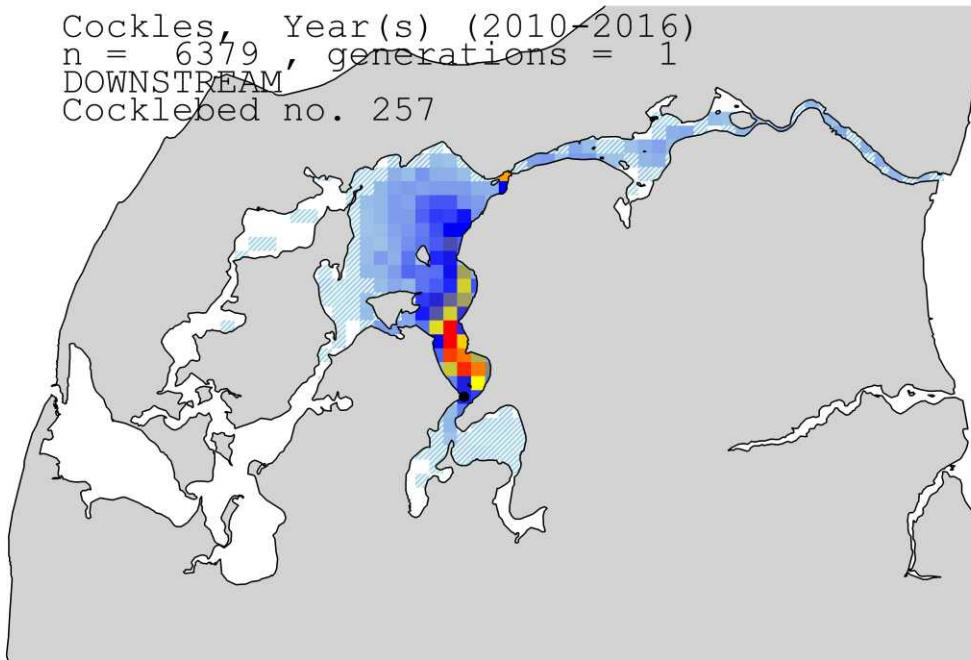 Cockles, Year(s) (2010-2016)
n = 6379 , generations = 1
DOWNSTREAM
Cocklebed no. 257